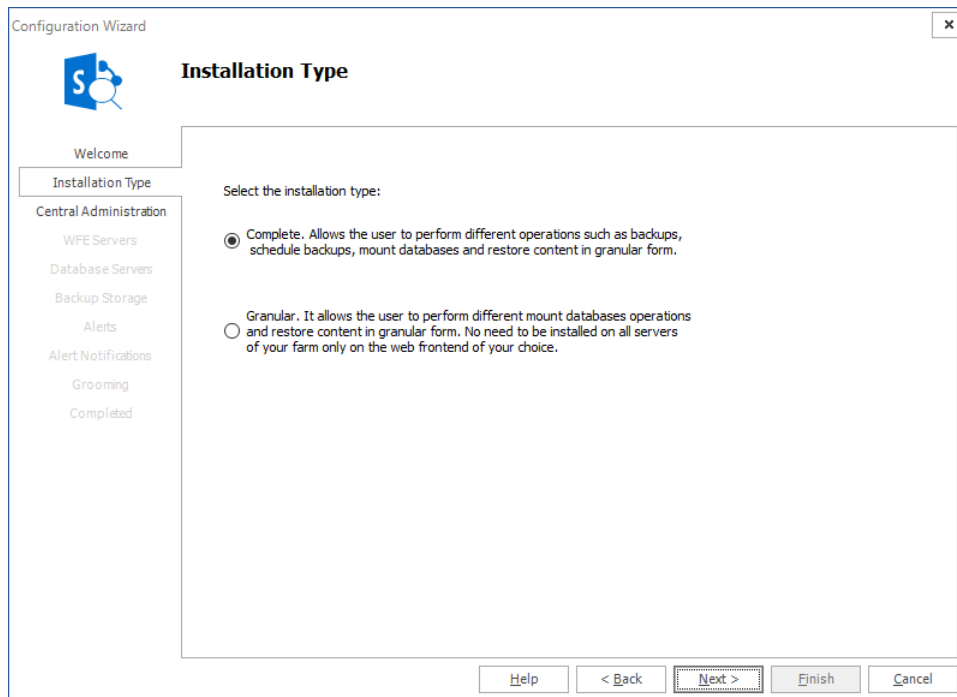 Configuration Wizard
Installation Type
Welcome
Installation Type
Central Administration
WFE Servers
Database Servers
Backup Storage
Alerts
Alert Notifications
Grooming
Completed
Select the installation type:
Complete. Allows the user to perform different operations such as backups,
schedule backups, mount databases and restore content in granular form.
Granular. It allows the user to perform different mount databases operations
and restore content in granular form. No need to be installed on all servers
of your farm only on the web frontend of your choice.
Help
< Back
Next >
Finish
Cancel